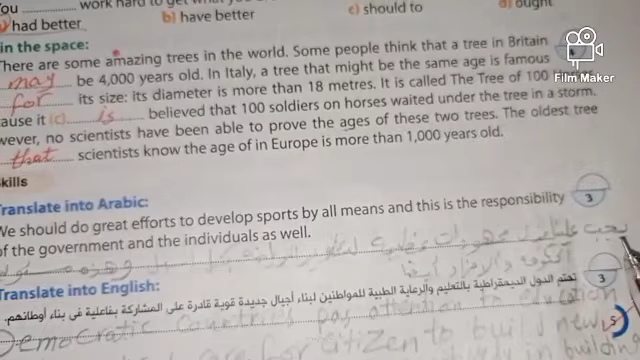 ou ............ work hard to get
b) have better c) should to d) ought
had better
in the space:
There are some amazing trees in the world. Some people think that a tree in Britain
may be 4,000 years old. In Italy, a tree that might be the same age is famous
for its size: its diameter is more than 18 metres. It is called The Tree of 100
ause it (c) is believed that 100 soldiers on horses waited under the tree in a storm.
wever, no scientists have been able to prove the ages of these two trees. The oldest tree
that scientists know the age of in Europe is more than 1,000 years old.
kills
Translate into Arabic:
We should do great efforts to develop sports by all means and this is the responsibility
of the government and the individuals as well.
يجب
الحكومة والأفراد أيضا
Translate into English:
تهتم الدول الديمقراطية بالتعليم والرعاية الطبية للمواطنين لبناء أجيال جديدة قوية قادرة على المشاركة بفاعلية في بناء أوطانهم.
Democratic countries pay attention to education
care for citizen to build new
in building
3
3
Film Maker